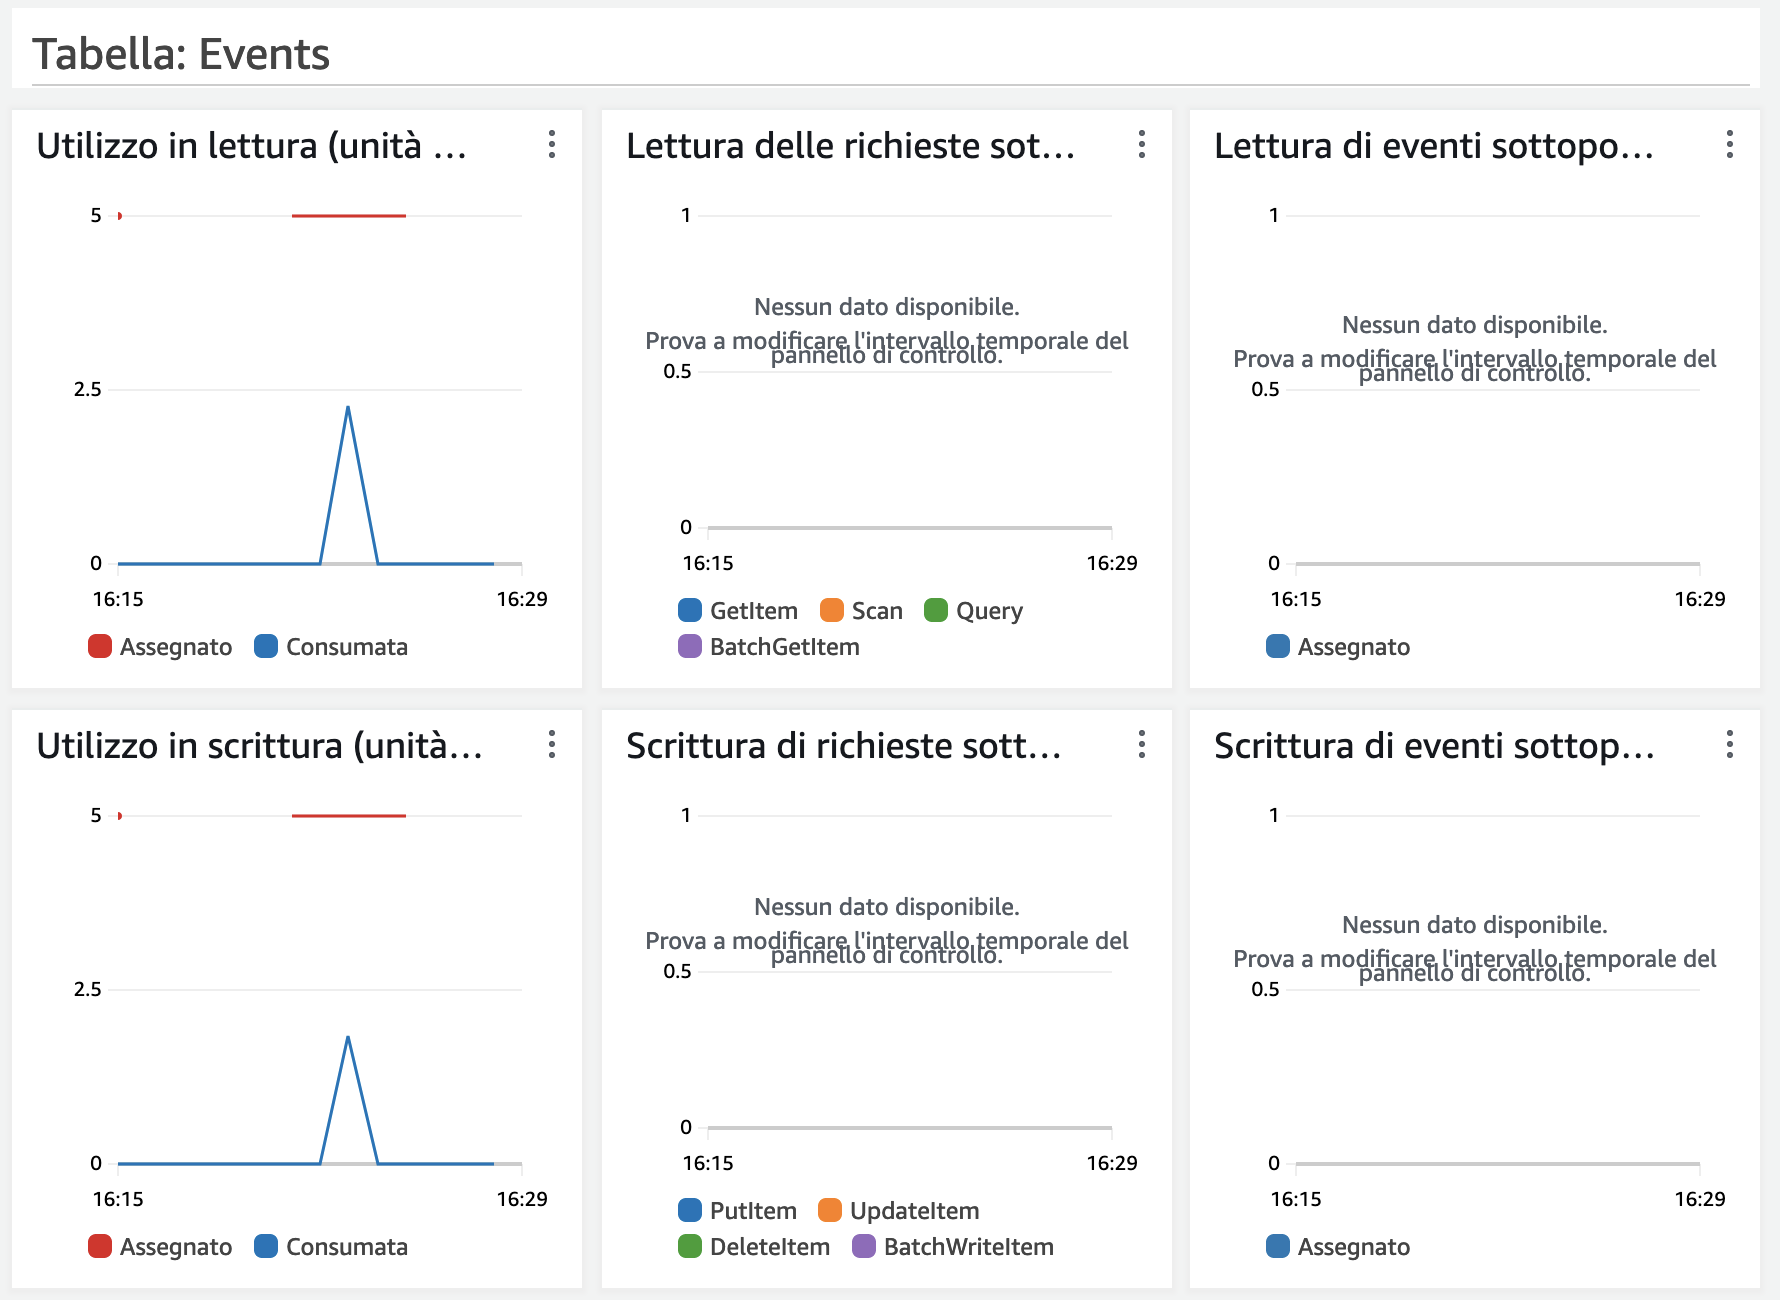 Tabella: Events
Utilizzo in lettura (unità ...
5
2.5
0
16:15
16:29
Assegnato
Consumata
Lettura delle richieste sot...
1
Nessun dato disponibile.
Prova a modificare l'intervallo temporale del
pannello di controllo.
0.5
0
16:15
16:29
GetItem
Scan
Query
BatchGetItem
Lettura di eventi sottopo...
1
Nessun dato disponibile.
Prova a modificare l'intervallo temporale del
pannello di controllo.
0.5
0
16:15
16:29
Assegnato
Utilizzo in scrittura (unità...
5
2.5
0
16:15
16:29
Assegnato
Consumata
Scrittura di richieste sott...
1
Nessun dato disponibile.
Prova a modificare l'intervallo temporale del
pannello di controllo.
0.5
0
16:15
16:29
PutItem
UpdateItem
DeleteItem
BatchWriteItem
Scrittura di eventi sottop...
1
Nessun dato disponibile.
Prova a modificare l'intervallo temporale del
pannello di controllo.
0.5
0
16:15
16:29
Assegnato